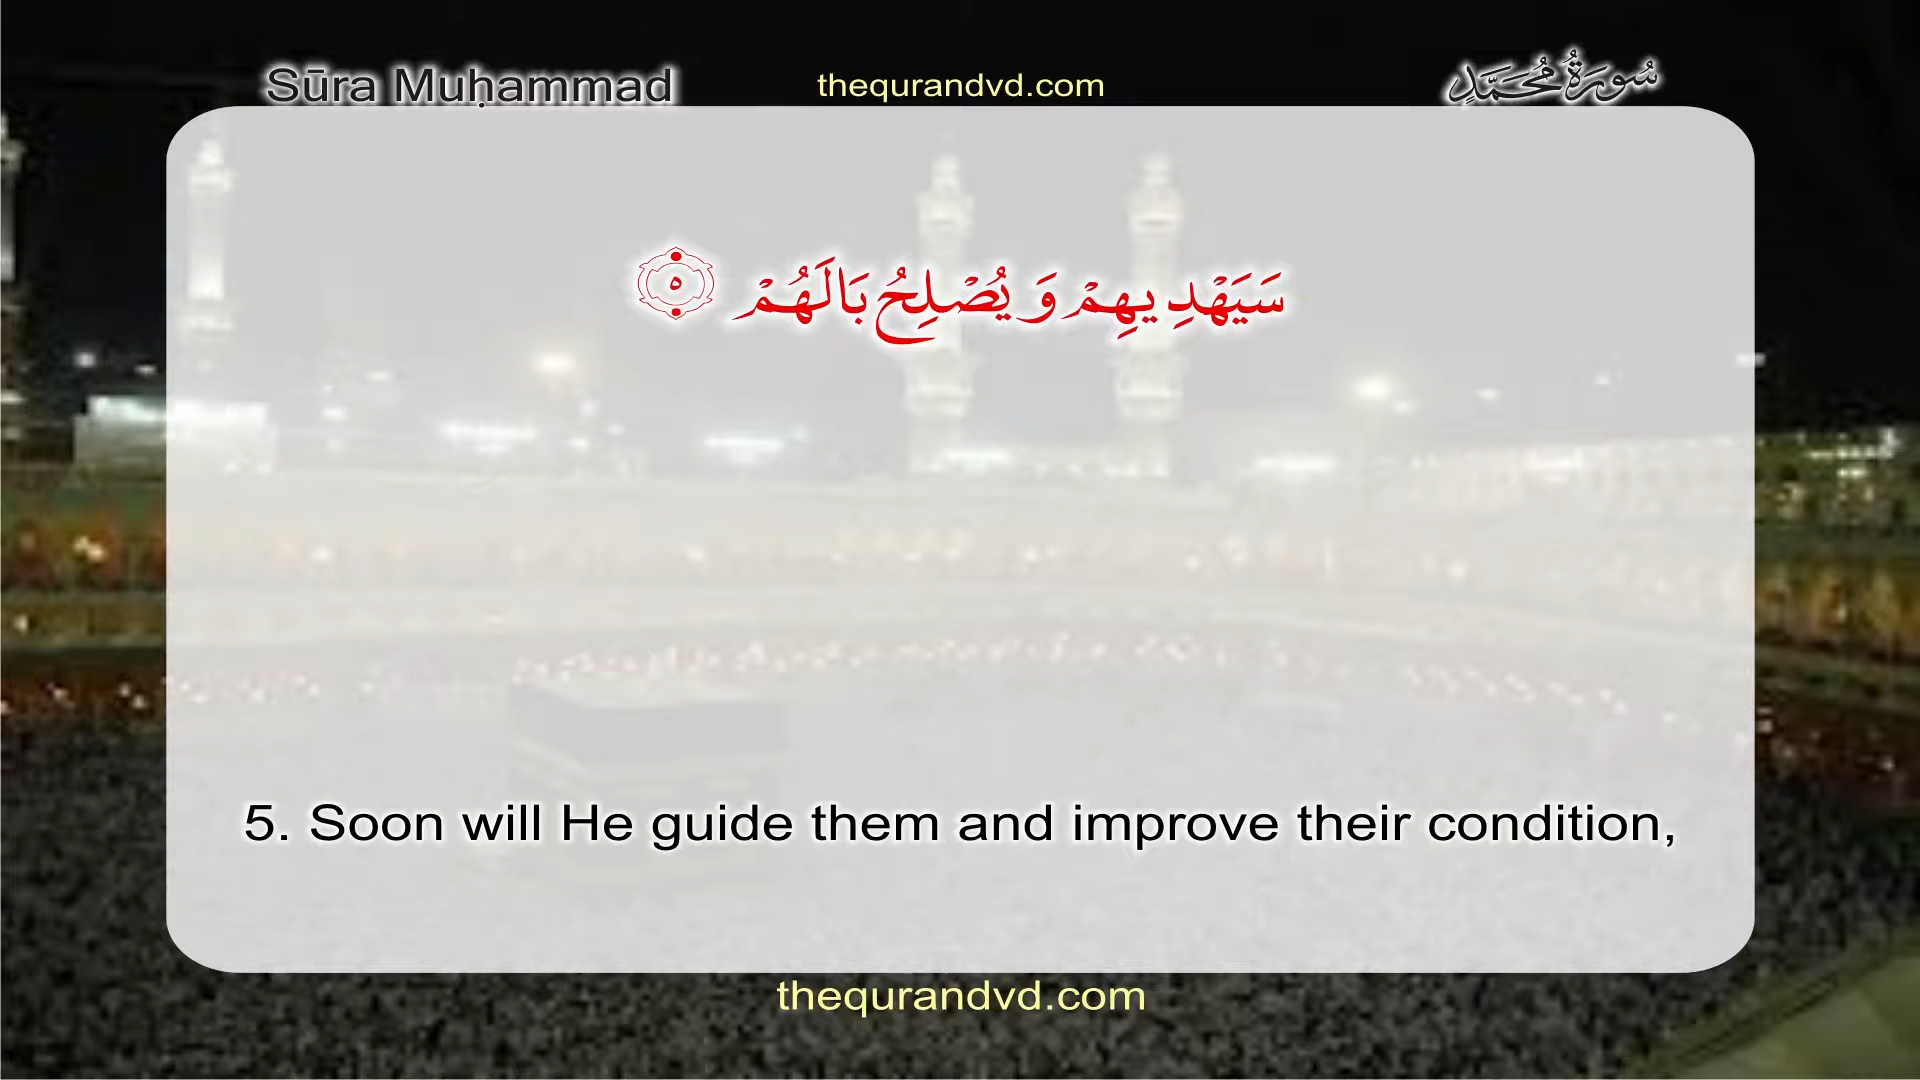 Sūra Muḥammad
thequrandvd.com
سُورَةُ مُحَمَّدٍ
سَيَهْدِيهِمْ وَيُصْلِحُ بَالَهُمْ ۝٥
5. Soon will He guide them and improve their condition,
thequrandvd.com